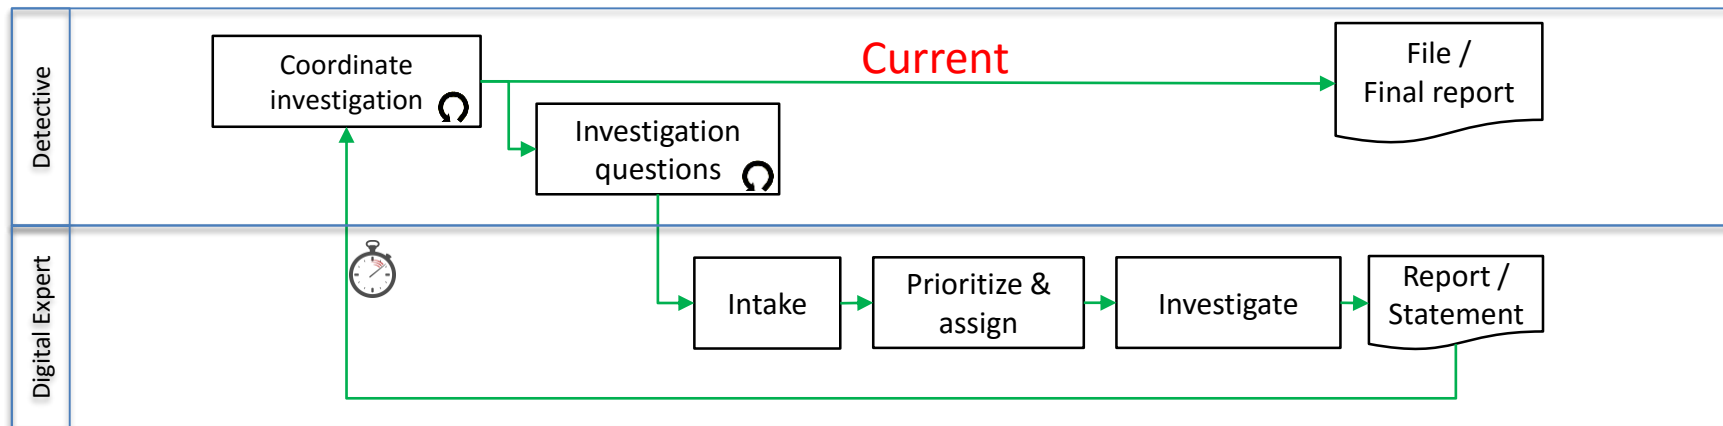 Detective
Coordinate
investigation
Current
File /
Final report
Investigation
questions
Digital Expert
Intake
Prioritize &
assign
Investigate
Report /
Statement